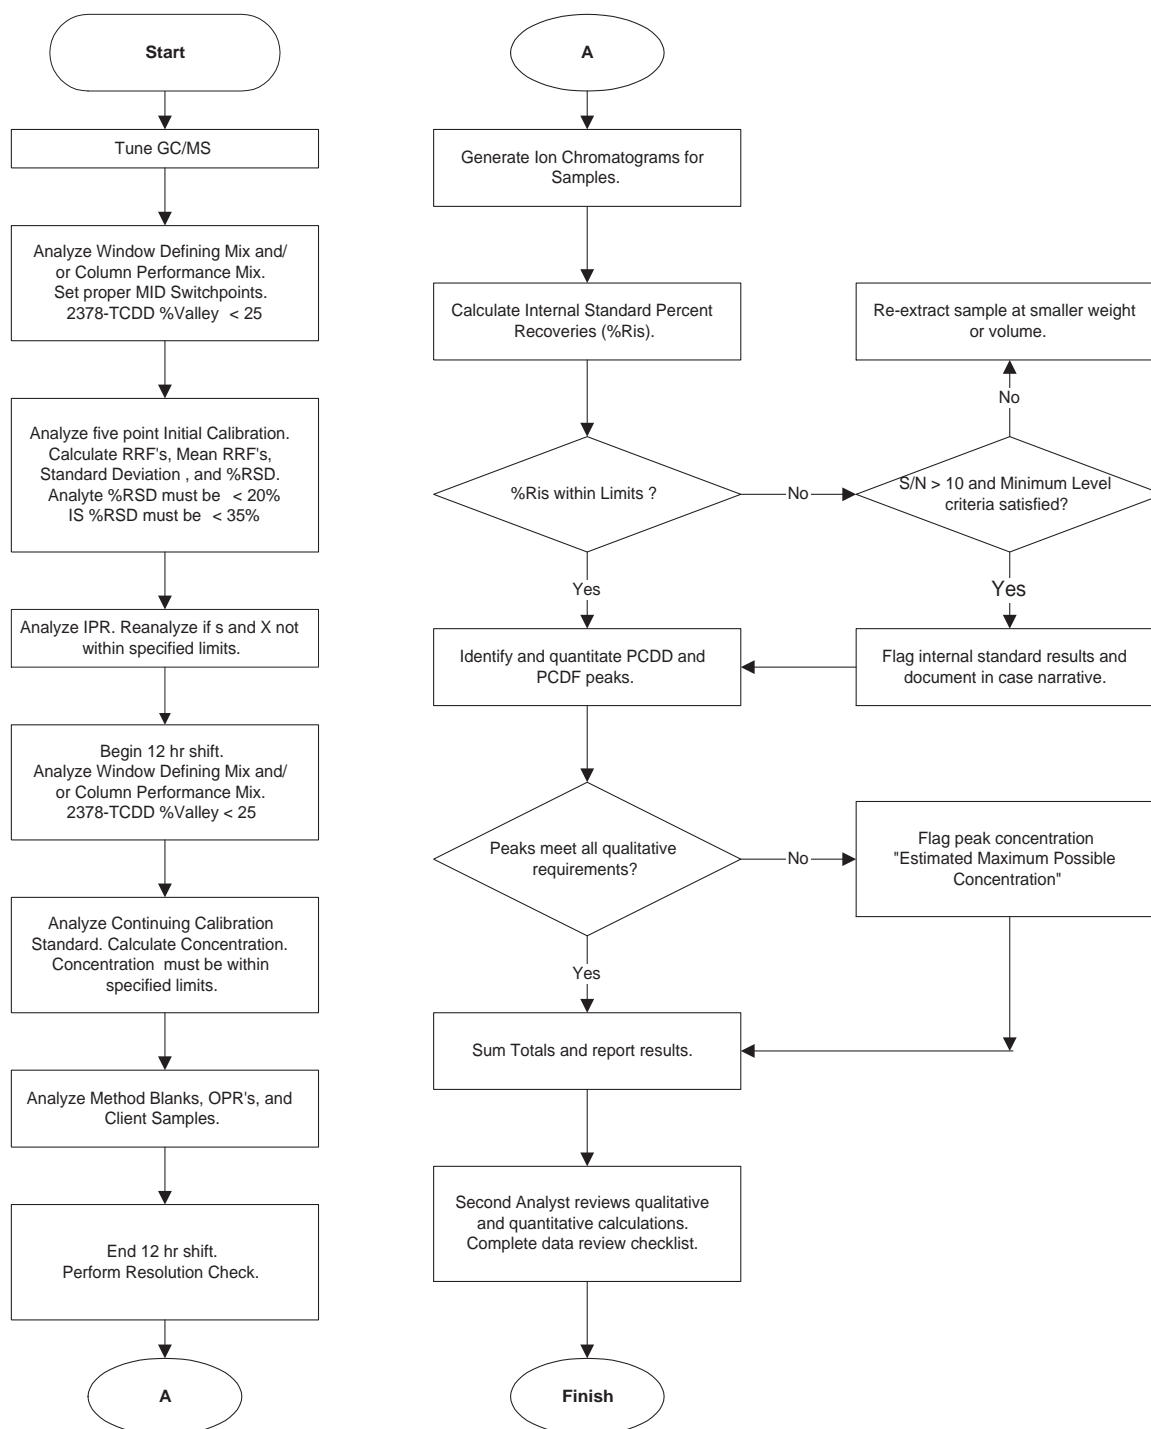 Start
Tune GC/MS
Analyze Window Defining Mix and/
or Column Performance Mix.
Set proper MID Switchpoints.
2378-TCDD %Valley < 25
Analyze five point Initial Calibration.
Calculate RRF's, Mean RRF's,
Standard Deviation , and %RSD.
Analyte %RSD must be < 20%
IS %RSD must be < 35%
Analyze IPR. Reanalyze if s and X not
within specified limits.
Begin 12 hr shift.
Analyze Window Defining Mix and/
or Column Performance Mix.
2378-TCDD %Valley < 25
Analyze Continuing Calibration
Standard. Calculate Concentration.
Concentration must be within
specified limits.
Analyze Method Blanks, OPR's, and
Client Samples.
End 12 hr shift.
Perform Resolution Check.
A
A
Generate Ion Chromatograms for
Samples.
Calculate Internal Standard Percent
Recoveries (%Ris).
%Ris within Limits ?
No
S/N > 10 and Minimum Level
criteria satisfied?
No
Re-extract sample at smaller weight
or volume.
Yes
Flag internal standard results and
document in case narrative.
Yes
Identify and quantitate PCDD and
PCDF peaks.
Peaks meet all qualitative
requirements?
No
Flag peak concentration
"Estimated Maximum Possible
Concentration"
Yes
Sum Totals and report results.
Second Analyst reviews qualitative
and quantitative calculations.
Complete data review checklist.
Finish